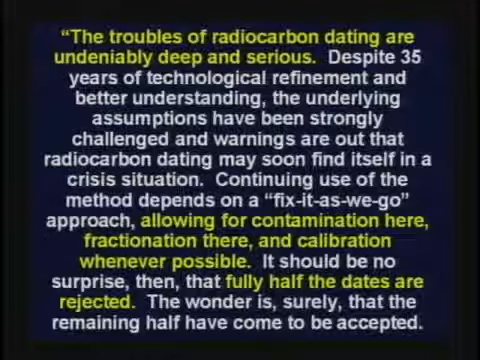 “The troubles of radiocarbon dating are
undeniably deep and serious.  Despite 35
years of technological refinement and
better understanding, the underlying
assumptions have been strongly
challenged and warnings are out that
radiocarbon dating may soon find itself in a
crisis situation.  Continuing use of the
method depends on a “fix-it-as-we-go”
approach, allowing for contamination here,
fractionation there, and calibration
whenever possible.  It should be no
surprise, then, that fully half the dates are
rejected.  The wonder is, surely, that the
remaining half have come to be accepted.